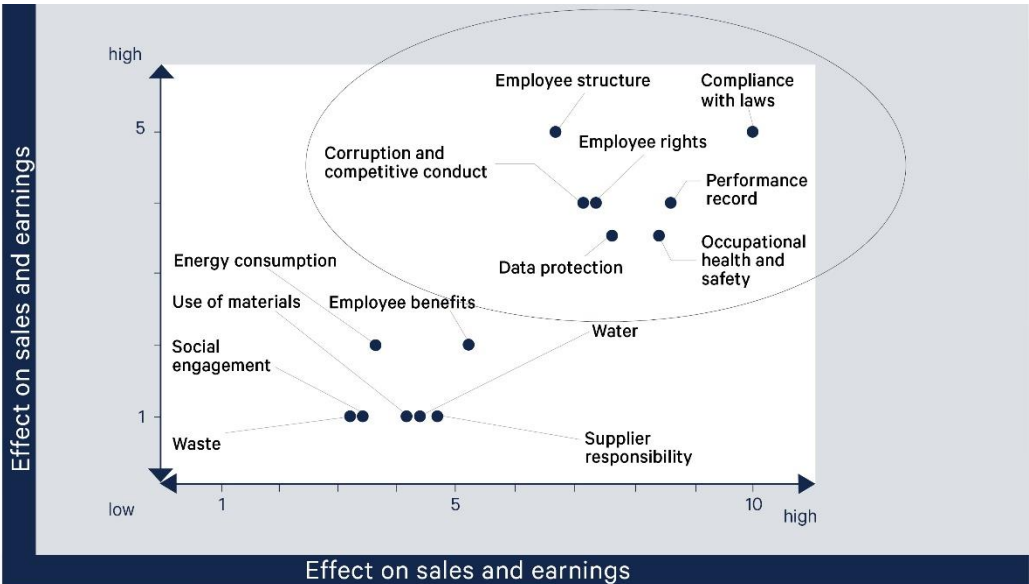 high
Employee structure
Compliance
with laws
5
Employee rights
Corruption and
competitive conduct
Performance
record
Occupational
health and
safety
Data protection
Energy consumption
Use of materials
Employee benefits
Water
Social
engagement
1
Waste
Supplier
responsibility
low
1
5
10
high
Effect on sales and earnings
Effect on sales and earnings